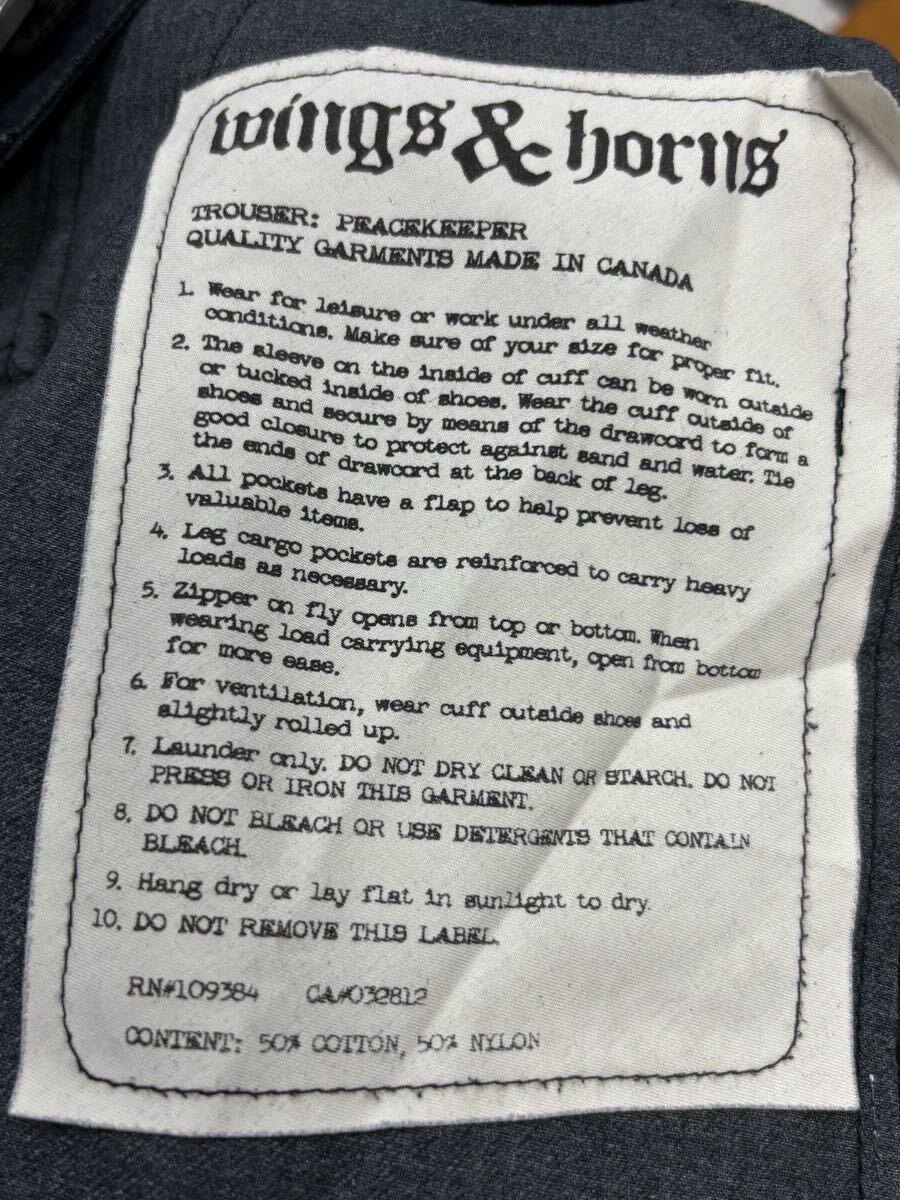 wings & horns
TROUSER: PEACEKEEPER
QUALITY GARMENTS MADE IN CANADA
1. Wear for leisure or work under all weather
conditions. Make sure of your size for proper fit.
2. The sleeve on the inside of cuff can be worn outside
or tucked inside of shoes. Wear the cuff outside of
shoes and secure by means of the drawcord to form a
good closure to protect against sand and water. Tie
the ends of drawcord at the back of leg.
3. All pockets have a flap to help prevent loss of
valuable items.
4. Leg cargo pockets are reinforced to carry heavy
loads as necessary.
5. Zipper on fly opens from top or bottom. When
wearing load carrying equipment, open from bottom
for more ease.
6. For ventilation, wear cuff outside shoes and
slightly rolled up.
7. Launder only. DO NOT DRY CLEAN OR STARCH. DO NOT
PRESS OR IRON THIS GARMENT.
8. DO NOT BLEACH OR USE DETERGENTS THAT CONTAIN
BLEACH.
9. Hang dry or lay flat in sunlight to dry.
10. DO NOT REMOVE THIS LABEL.
RN#109384 CA#032812
CONTENT: 50% COTTON, 50% NYLON